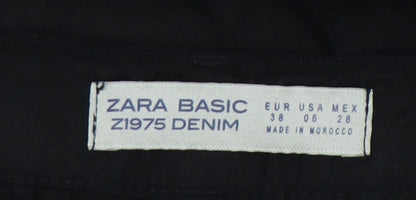 ZARA BASIC
Z1975 DENIM
EUR USA MEX
38 06 28
MADE IN MOROCCO